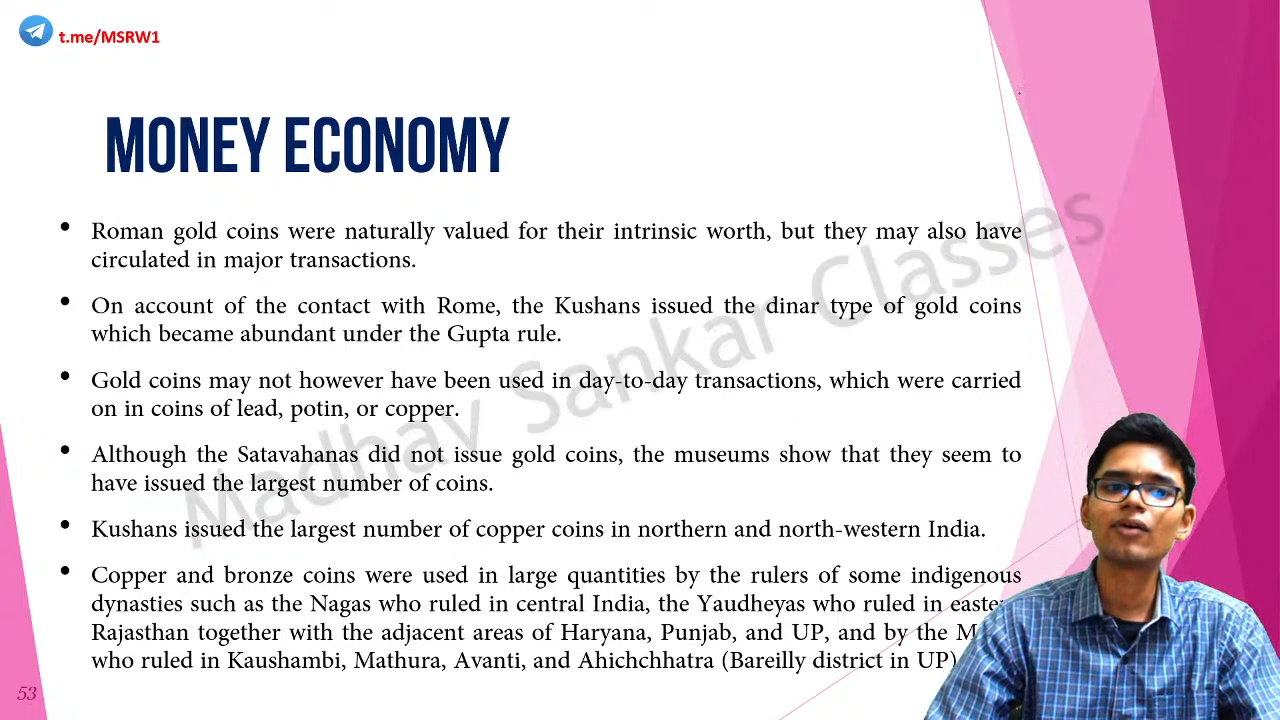 t.me/MSRW1
MONEY ECONOMY
• Roman gold coins were naturally valued for their intrinsic worth, but they may also have
circulated in major transactions.
• On account of the contact with Rome, the Kushans issued the dinar type of gold coins
which became abundant under the Gupta rule.
• Gold coins may not however have been used in day-to-day transactions, which were carried
on in coins of lead, potin, or copper.
• Although the Satavahanas did not issue gold coins, the museums show that they seem to
have issued the largest number of coins.
• Kushans issued the largest number of copper coins in northern and north-western India.
• Copper and bronze coins were used in large quantities by the rulers of some indigenous
dynasties such as the Nagas who ruled in central India, the Yaudheyas who ruled in
Rajasthan together with the adjacent areas of Haryana, Punjab, and UP, and by the
who ruled in Kaushambi, Mathura, Avanti, and Ahichchhatra (Bareilly district in UP)
Madhav Sankar Classes
53